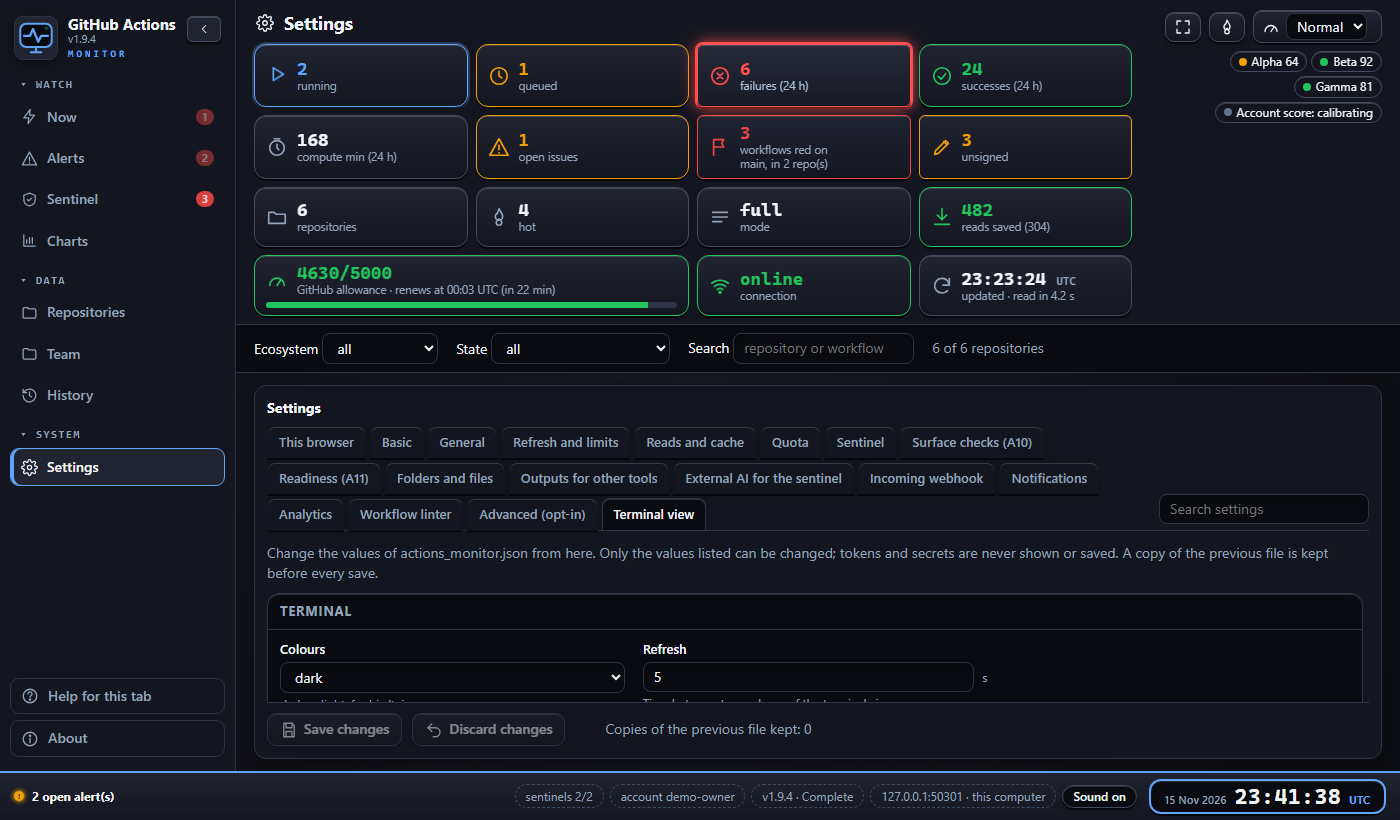 GitHub Actions
v1.9.4
MONITOR
WATCH
Now 1
Alerts 2
Sentinel 3
Charts
DATA
Repositories
Team
History
SYSTEM
Settings
Help for this tab
About
Settings
Normal
Alpha 64
Beta 92
Gamma 81
Account score: calibrating
2
running
1
queued
6
failures (24 h)
24
successes (24 h)
168
compute min (24 h)
1
open issues
3
workflows red on
main, in 2 repo(s)
3
unsigned
6
repositories
4
hot
full
mode
482
reads saved (304)
4630/5000
GitHub allowance · renews at 00:03 UTC (in 22 min)
online
connection
23:23:24 UTC
updated · read in 4.2 s
Ecosystem all State all Search repository or workflow 6 of 6 repositories
Settings
This browser Basic General Refresh and limits Reads and cache Quota Sentinel Surface checks (A10)
Readiness (A11) Folders and files Outputs for other tools External AI for the sentinel Incoming webhook Notifications
Analytics Workflow linter Advanced (opt-in) Terminal view Search settings
Change the values of actions_monitor.json from here. Only the values listed can be changed; tokens and secrets are never shown or saved. A copy of the previous file is kept
before every save.
TERMINAL
Colours Refresh
dark 5 s
Save changes Discard changes Copies of the previous file kept: 0
2 open alert(s) sentinels 2/2 account demo-owner v1.9.4 · Complete 127.0.0.1:50301 · this computer Sound on 15 Nov 2026 23:41:38 UTC